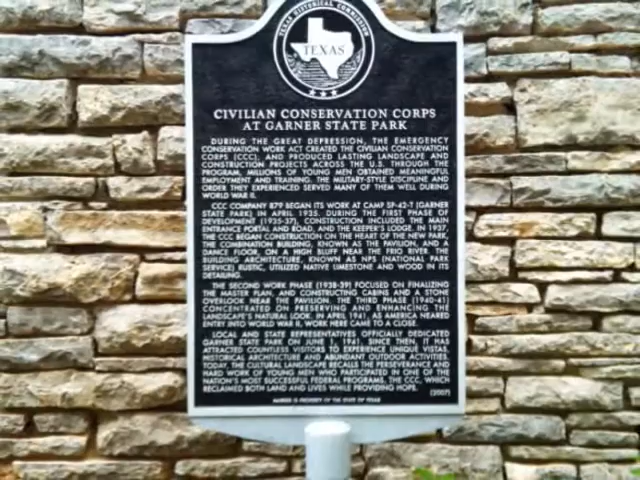 TEXAS HISTORICAL COMMISSION
TEXAS
CIVILIAN CONSERVATION CORPS
AT GARNER STATE PARK
DURING THE GREAT DEPRESSION, THE EMERGENCY
CONSERVATION WORK ACT CREATED THE CIVILIAN CONSERVATION
CORPS (CCC), AND PRODUCED LASTING LANDSCAPE AND
CONSTRUCTION PROJECTS ACROSS THE U.S. THROUGH THE
PROGRAM, MILLIONS OF YOUNG MEN OBTAINED MEANINGFUL
EMPLOYMENT AND TRAINING. THE MILITARY-STYLE DISCIPLINE AND
ORDER THEY EXPERIENCED SERVED MANY OF THEM WELL DURING
WORLD WAR II.
CCC COMPANY 879 BEGAN ITS WORK AT CAMP SP-42-T (GARNER
STATE PARK) IN APRIL 1935. DURING THE FIRST PHASE OF
DEVELOPMENT (1935-37), CONSTRUCTION INCLUDED THE MAIN
ENTRANCE PORTAL AND ROAD, AND THE KEEPER'S LODGE. IN 1937,
THE CCC BEGAN CONSTRUCTION ON THE HEART OF THE NEW PARK,
THE COMBINATION BUILDING, KNOWN AS THE PAVILION, AND A
DANCE FLOOR, ON A HIGH BLUFF NEAR THE FRIO RIVER. THE
BUILDING ARCHITECTURE, KNOWN AS NPS (NATIONAL PARK
SERVICE) RUSTIC, UTILIZED NATIVE LIMESTONE AND WOOD IN ITS
DETAILING.
THE SECOND WORK PHASE (1938-39) FOCUSED ON FINALIZING
THE MASTER PLAN, AND CONSTRUCTING CABINS AND A STONE
OVERLOOK NEAR THE PAVILION. THE THIRD PHASE (1940-41)
CONCENTRATED ON PRESERVING AND ENHANCING THE
LANDSCAPE'S NATURAL LOOK. IN APRIL 1941, AS AMERICA NEARED
ENTRY INTO WORLD WAR II, WORK HERE CAME TO A CLOSE.
LOCAL AND STATE REPRESENTATIVES OFFICIALLY DEDICATED
GARNER STATE PARK ON JUNE 1, 1941. SINCE THEN, IT HAS
ATTRACTED COUNTLESS VISITORS TO EXPERIENCE UNIQUE VISTAS,
HISTORICAL ARCHITECTURE AND ABUNDANT OUTDOOR ACTIVITIES.
TODAY, THE CULTURAL LANDSCAPE RECALLS THE PERSEVERANCE AND
HARD WORK OF YOUNG MEN WHO PARTICIPATED IN ONE OF THE
NATION'S MOST SUCCESSFUL FEDERAL PROGRAMS, THE CCC, WHICH
RECLAIMED BOTH LAND AND LIVES WHILE PROVIDING HOPE.
(2007)
MARKER IS PROPERTY OF THE STATE OF TEXAS